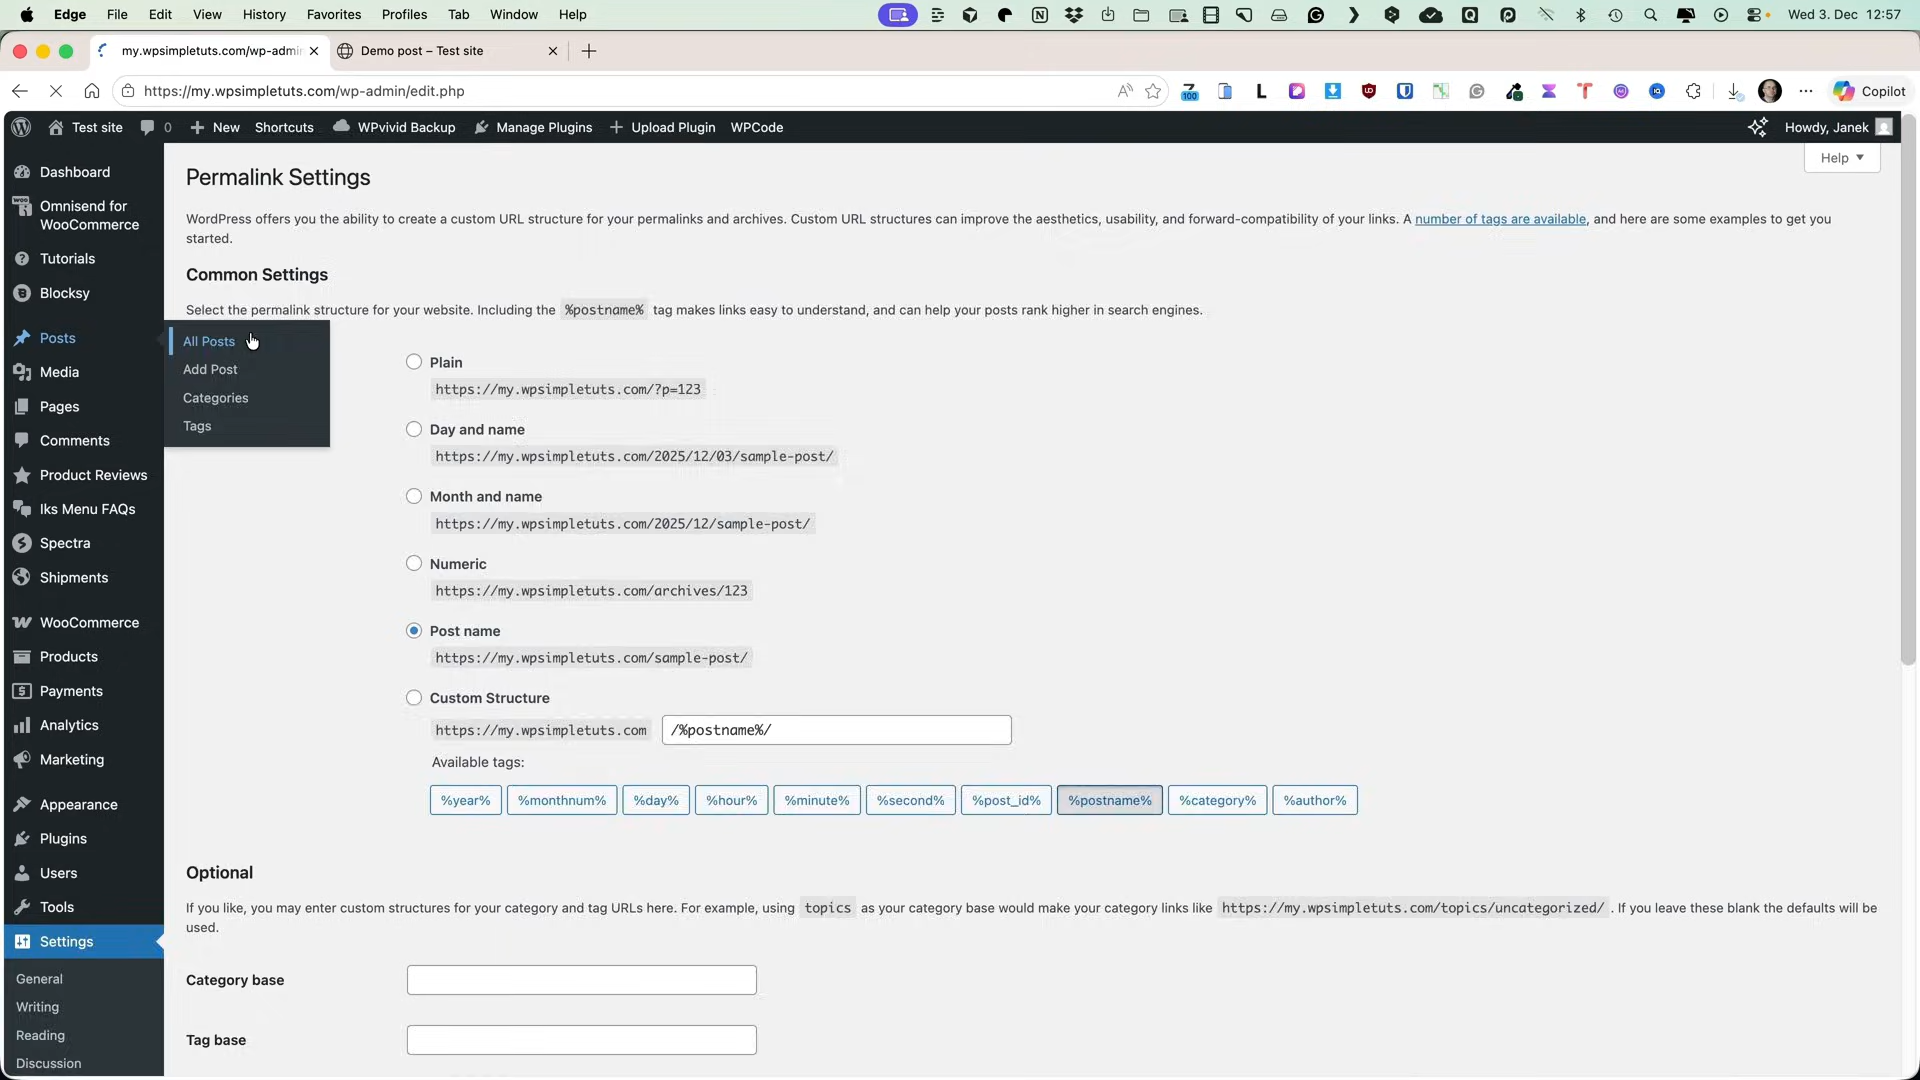 Edge File Edit View History Favorites Profiles Tab Window Help
Wed 3. Dec 12:57
my.wpsimpletuts.com/wp-admin
Demo post – Test site
https://my.wpsimpletuts.com/wp-admin/edit.php
100
Copilot
Test site 0 New Shortcuts WPvivid Backup Manage Plugins Upload Plugin WPCode
Howdy, Janek
Help
Dashboard
Omnisend for
WooCommerce
Tutorials
Blocksy
Posts
Media
Pages
Comments
Product Reviews
Iks Menu FAQs
Spectra
Shipments
WooCommerce
Products
Payments
Analytics
Marketing
Appearance
Plugins
Users
Tools
Settings
General
Writing
Reading
Discussion
All Posts
Add Post
Categories
Tags
Permalink Settings
WordPress offers you the ability to create a custom URL structure for your permalinks and archives. Custom URL structures can improve the aesthetics, usability, and forward-compatibility of your links. A number of tags are available, and here are some examples to get you
started.
Common Settings
Select the permalink structure for your website. Including the %postname% tag makes links easy to understand, and can help your posts rank higher in search engines.
Plain
https://my.wpsimpletuts.com/?p=123
Day and name
https://my.wpsimpletuts.com/2025/12/03/sample-post/
Month and name
https://my.wpsimpletuts.com/2025/12/sample-post/
Numeric
https://my.wpsimpletuts.com/archives/123
Post name
https://my.wpsimpletuts.com/sample-post/
Custom Structure
https://my.wpsimpletuts.com /%postname%/
Available tags:
%year% %monthnum% %day% %hour% %minute% %second% %post_id% %postname% %category% %author%
Optional
If you like, you may enter custom structures for your category and tag URLs here. For example, using topics as your category base would make your category links like https://my.wpsimpletuts.com/topics/uncategorized/ . If you leave these blank the defaults will be
used.
Category base
Tag base